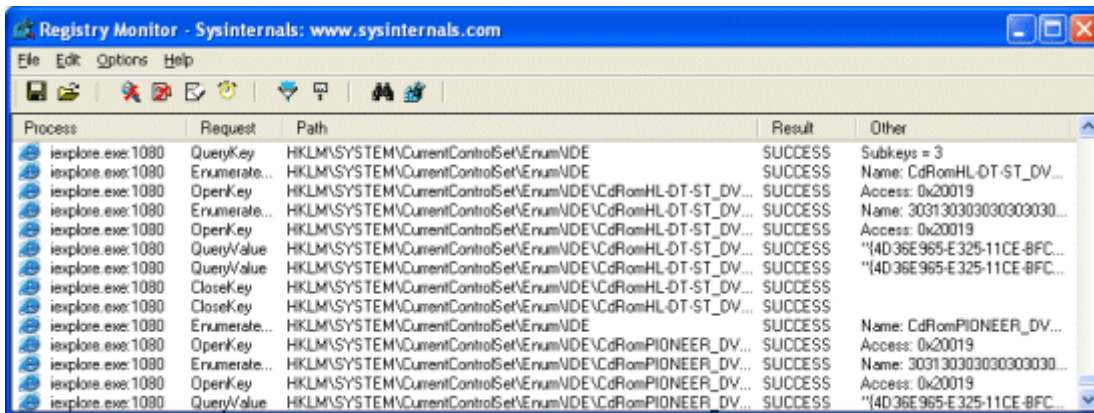 Registry Monitor - Sysinternals: www.sysinternals.com
File Edit Options Help
Process Request Path Result Other
iexplore.exe:1080 QueryKey HKLM\SYSTEM\CurrentControlSet\Enum\IDE SUCCESS Subkeys = 3
iexplore.exe:1080 Enumerate... HKLM\SYSTEM\CurrentControlSet\Enum\IDE SUCCESS Name: CdRomHL-DT-ST_DV...
iexplore.exe:1080 OpenKey HKLM\SYSTEM\CurrentControlSet\Enum\IDE\CdRomHL-DT-ST_DV... SUCCESS Access: 0x20019
iexplore.exe:1080 Enumerate... HKLM\SYSTEM\CurrentControlSet\Enum\IDE\CdRomHL-DT-ST_DV... SUCCESS Name: 303130303030303030...
iexplore.exe:1080 OpenKey HKLM\SYSTEM\CurrentControlSet\Enum\IDE\CdRomHL-DT-ST_DV... SUCCESS Access: 0x20019
iexplore.exe:1080 QueryValue HKLM\SYSTEM\CurrentControlSet\Enum\IDE\CdRomHL-DT-ST_DV... SUCCESS "{4D36E965-E325-11CE-BFC...
iexplore.exe:1080 QueryValue HKLM\SYSTEM\CurrentControlSet\Enum\IDE\CdRomHL-DT-ST_DV... SUCCESS "{4D36E965-E325-11CE-BFC...
iexplore.exe:1080 CloseKey HKLM\SYSTEM\CurrentControlSet\Enum\IDE\CdRomHL-DT-ST_DV... SUCCESS
iexplore.exe:1080 CloseKey HKLM\SYSTEM\CurrentControlSet\Enum\IDE\CdRomHL-DT-ST_DV... SUCCESS
iexplore.exe:1080 Enumerate... HKLM\SYSTEM\CurrentControlSet\Enum\IDE SUCCESS Name: CdRomPIONEER_DV...
iexplore.exe:1080 OpenKey HKLM\SYSTEM\CurrentControlSet\Enum\IDE\CdRomPIONEER_DV... SUCCESS Access: 0x20019
iexplore.exe:1080 Enumerate... HKLM\SYSTEM\CurrentControlSet\Enum\IDE\CdRomPIONEER_DV... SUCCESS Name: 303130303030303030...
iexplore.exe:1080 OpenKey HKLM\SYSTEM\CurrentControlSet\Enum\IDE\CdRomPIONEER_DV... SUCCESS Access: 0x20019
iexplore.exe:1080 QueryValue HKLM\SYSTEM\CurrentControlSet\Enum\IDE\CdRomPIONEER_DV... SUCCESS "{4D36E965-E325-11CE-BFC...